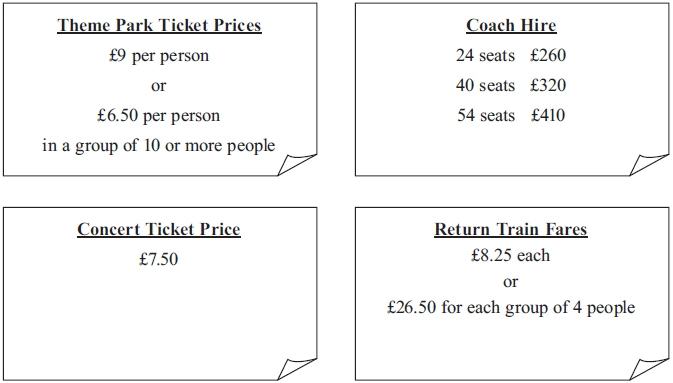 Theme Park Ticket Prices
£9 per person
or
£6.50 per person
in a group of 10 or more people
Coach Hire
24 seats £260
40 seats £320
54 seats £410
Concert Ticket Price
£7.50
Return Train Fares
£8.25 each
or
£26.50 for each group of 4 people